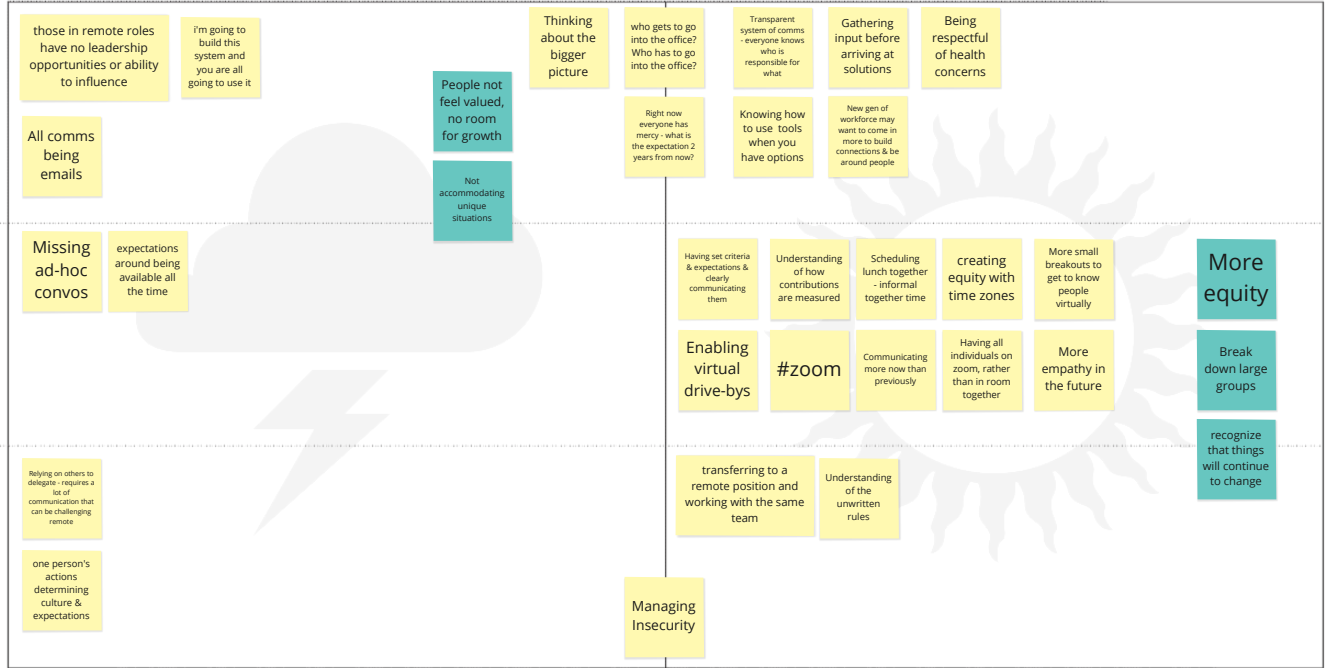 those in remote roles
have no leadership
opportunities or ability
to influence
i'm going to
build this
system and
you are all
going to use it
All comms
being
emails
People not
feel valued,
no room
for growth
Not
accommodating
unique
situations
Thinking
about the
bigger
picture
who gets to go
into the office?
Who has to go
into the office?
Transparent
system of comms
- everyone knows
who is
responsible for
what
Gathering
input before
arriving at
solutions
Being
respectful
of health
concerns
Right now
everyone has
mercy - what is
the expectation 2
years from now?
Knowing how
to use tools
when you
have options
New gen of
workforce may
want to come in
more to build
connections & be
around people
Missing
ad-hoc
convos
expectations
around being
available all
the time
Having set criteria
& expectations &
clearly
communicating
them
Understanding
of how
contributions
are measured
Scheduling
lunch together
- informal
together time
creating
equity with
time zones
More small
breakouts to
get to know
people
virtually
More
equity
Enabling
virtual
drive-bys
#zoom
Communicating
more now than
previously
Having all
individuals on
zoom, rather
than in room
together
More
empathy in
the future
Break
down large
groups
recognize
that things
will continue
to change
Relying on others to
delegate - requires a
lot of
communication that
can be challenging
remote
one person's
actions
determining
culture &
expectations
transferring to a
remote position and
working with the same
team
Understanding
of the
unwritten
rules
Managing
Insecurity